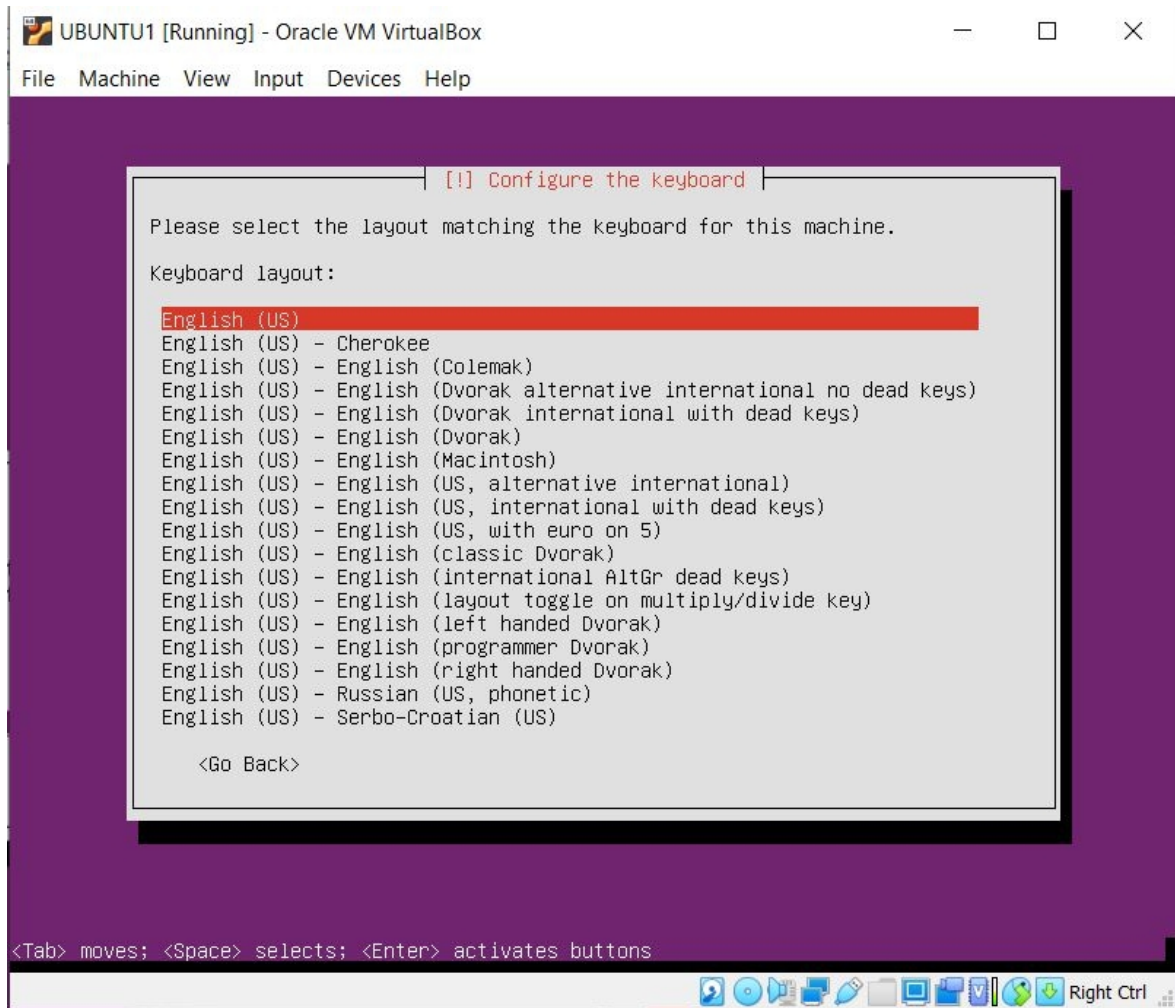 UBUNTU1 [Running] - Oracle VM VirtualBox
File Machine View Input Devices Help
[!] Configure the keyboard
Please select the layout matching the keyboard for this machine.
Keyboard layout:
English (US)
English (US) - Cherokee
English (US) - English (Colemak)
English (US) - English (Dvorak alternative international no dead keys)
English (US) - English (Dvorak international with dead keys)
English (US) - English (Dvorak)
English (US) - English (Macintosh)
English (US) - English (US, alternative international)
English (US) - English (US, international with dead keys)
English (US) - English (US, with euro on 5)
English (US) - English (classic Dvorak)
English (US) - English (international AltGr dead keys)
English (US) - English (layout toggle on multiply/divide key)
English (US) - English (left handed Dvorak)
English (US) - English (programmer Dvorak)
English (US) - English (right handed Dvorak)
English (US) - Russian (US, phonetic)
English (US) - Serbo-Croatian (US)
<Go Back>
<Tab> moves; <Space> selects; <Enter> activates buttons
Right Ctrl